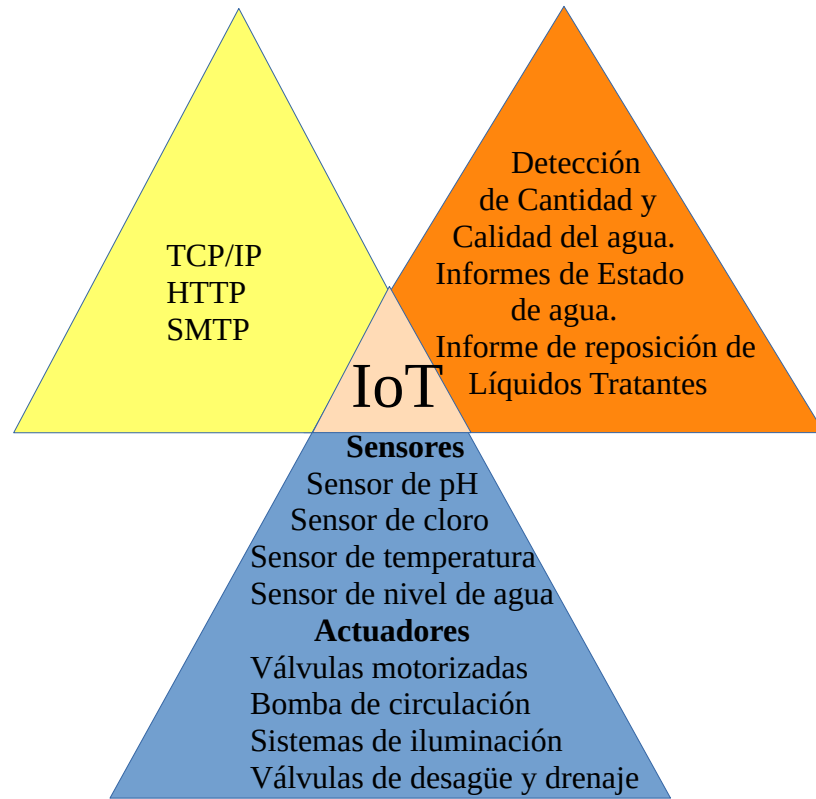 TCP/IP
HTTP
SMTP
Detección
de Cantidad y
Calidad del agua.
Informes de Estado
de agua.
Informe de reposición de
Líquidos Tratantes
IoT
Sensores
Sensor de pH
Sensor de cloro
Sensor de temperatura
Sensor de nivel de agua
Actuadores
Válvulas motorizadas
Bomba de circulación
Sistemas de iluminación
Válvulas de desagüe y drenaje